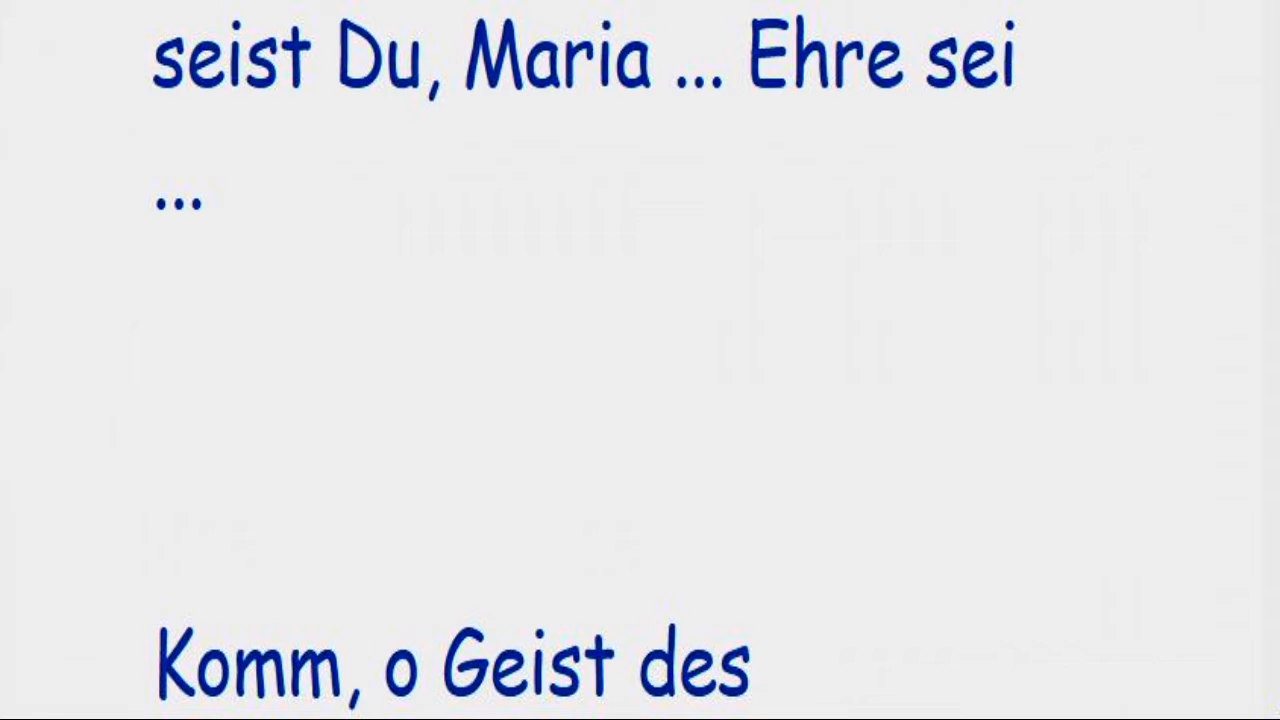 seist Du, Maria ... Ehre sei
...
Komm, o Geist des